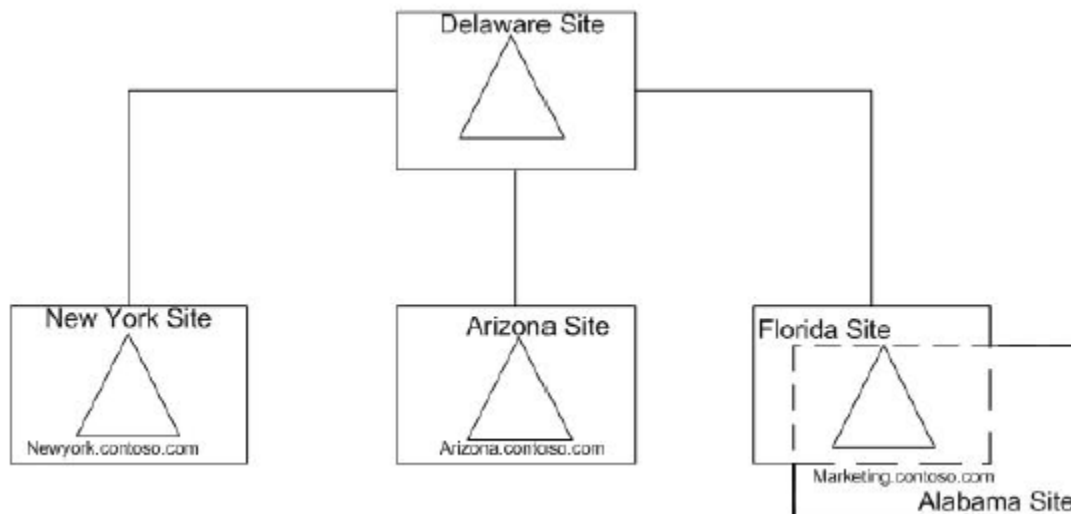 Delaware Site
New York Site
Arizona Site
Florida Site
Newyork.contoso.com
Arizona.contoso.com
Marketing.contoso.com
Alabama Site